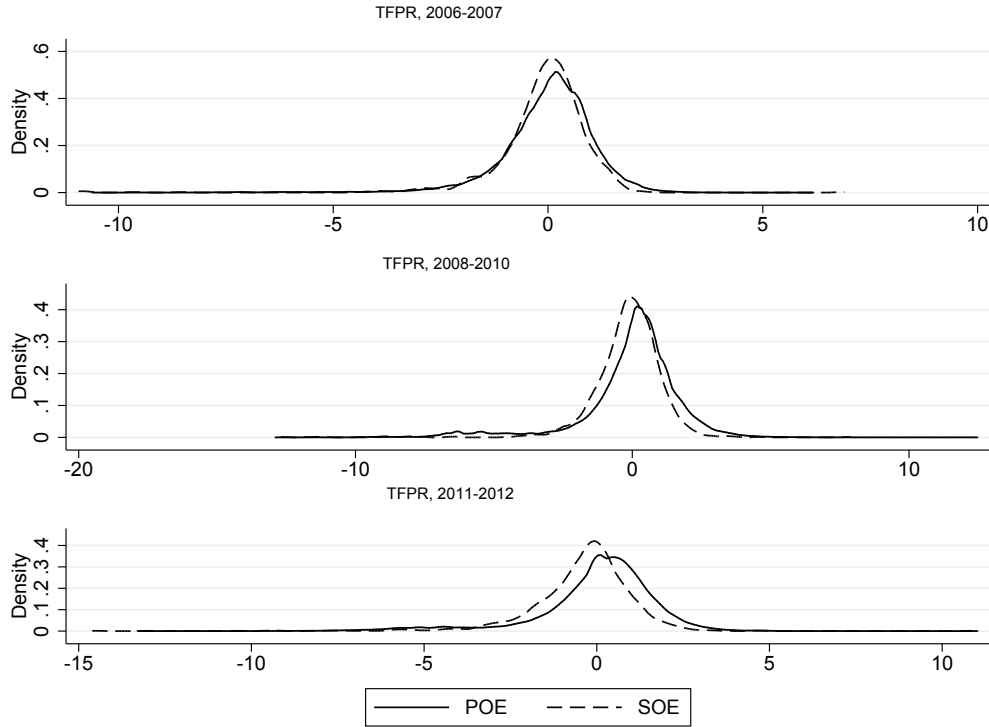 TFPR, 2006-2007
Density
0 .2 .4 .6
-10 -5 0 5 10
TFPR, 2008-2010
Density
0 .1 .2 .3 .4
-20 -10 0 10
TFPR, 2011-2012
Density
0 .1 .2 .3 .4
-15 -10 -5 0 5 10
POE SOE